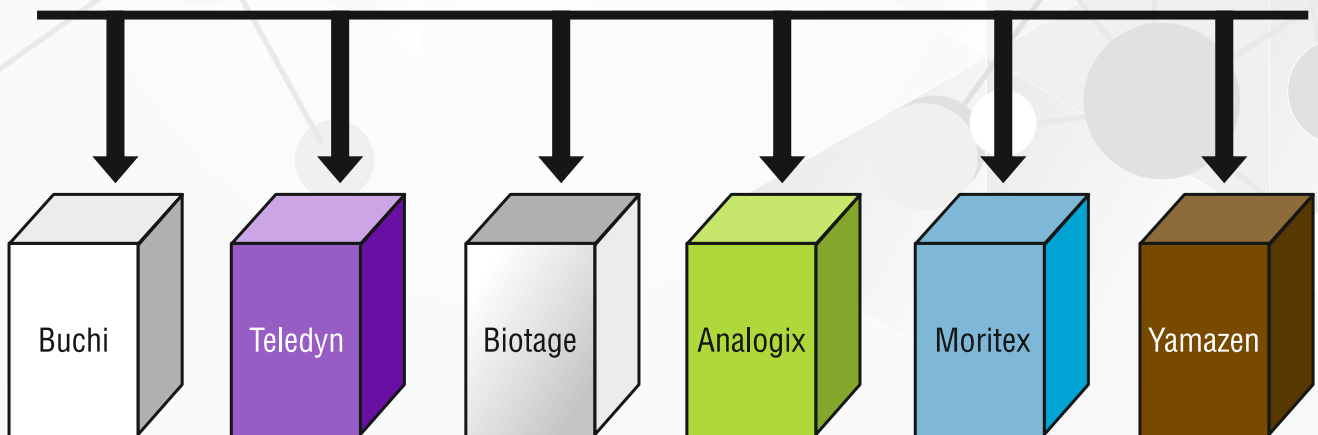 Buchi
Teledyn
Biotage
Analogix
Moritex
Yamazen